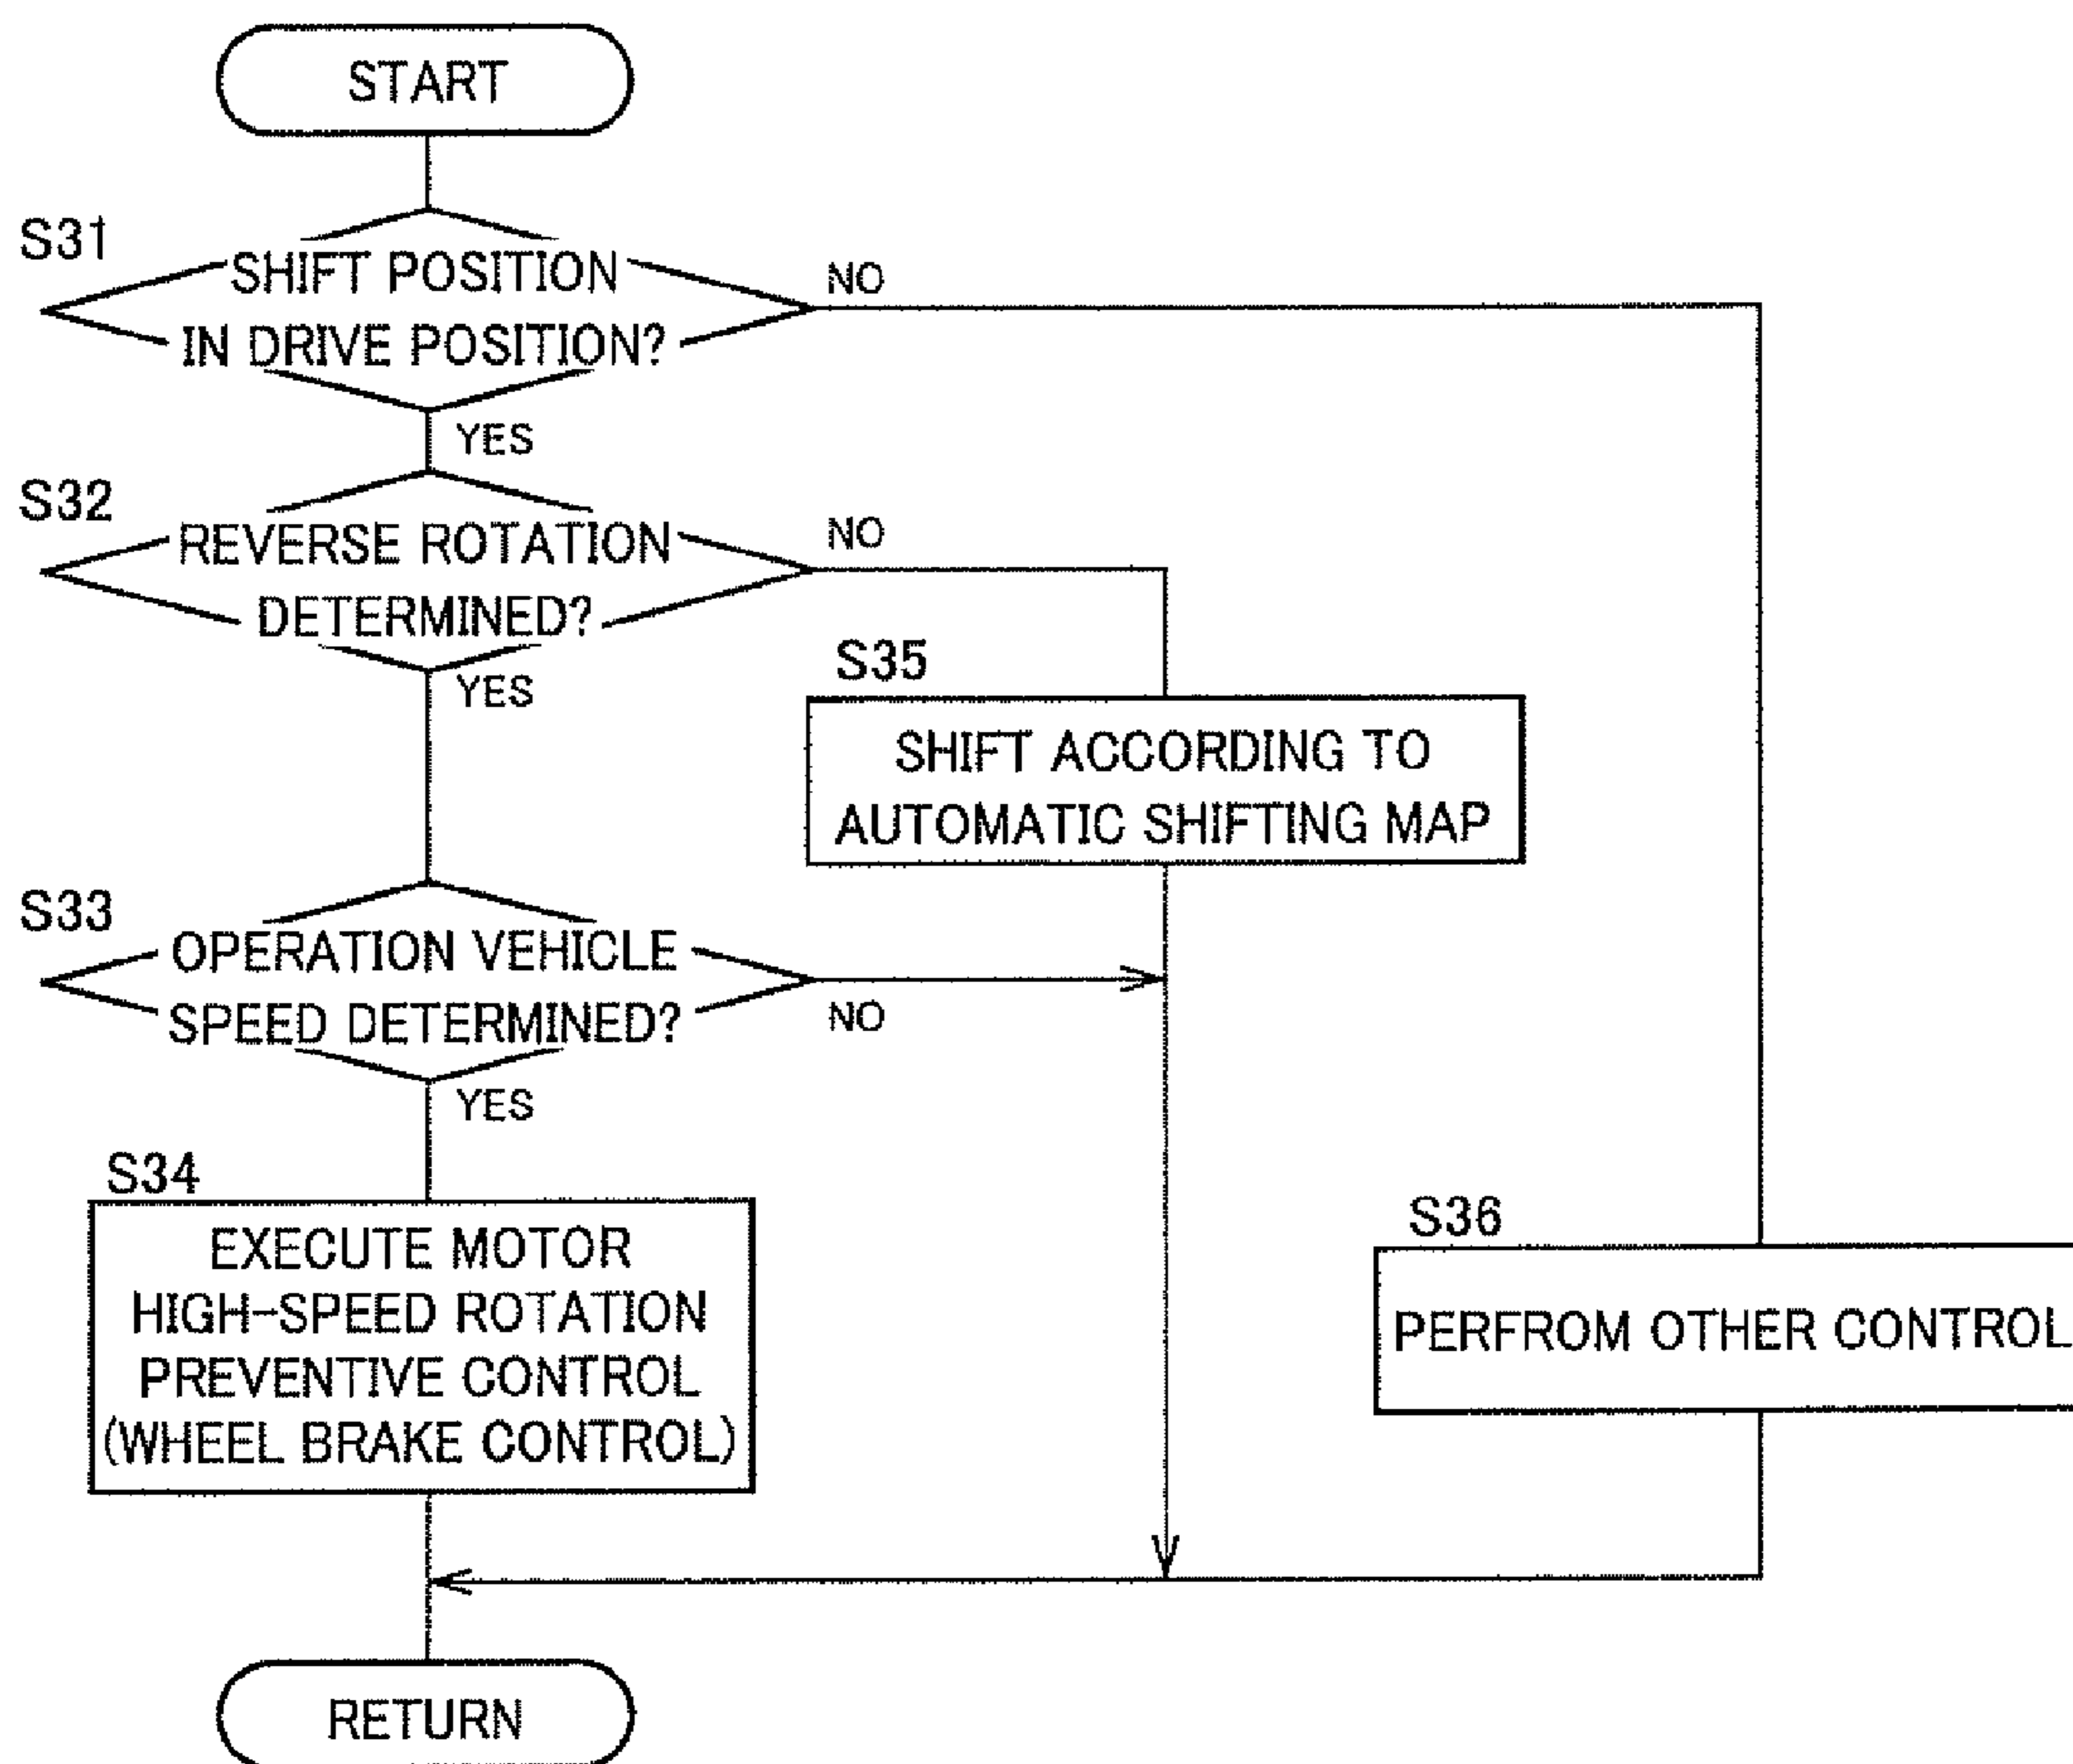 START
S31
SHIFT POSITION
IN DRIVE POSITION?
NO
YES
S32
REVERSE ROTATION
DETERMINED?
NO
YES
S35
SHIFT ACCORDING TO
AUTOMATIC SHIFTING MAP
S33
OPERATION VEHICLE
SPEED DETERMINED?
NO
YES
S34
EXECUTE MOTOR
HIGH-SPEED ROTATION
PREVENTIVE CONTROL
(WHEEL BRAKE CONTROL)
S36
PERFROM OTHER CONTROL
RETURN